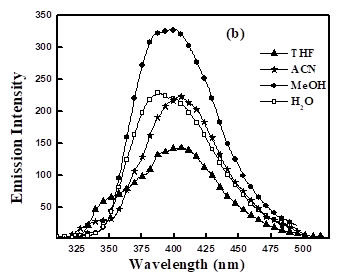 350
(b)
300
THF
ACN
250
MeOH
H₂O
200
150
100
50
325 350 375 400 425 450 475 500
Wavelength (nm)
Emission Intensity